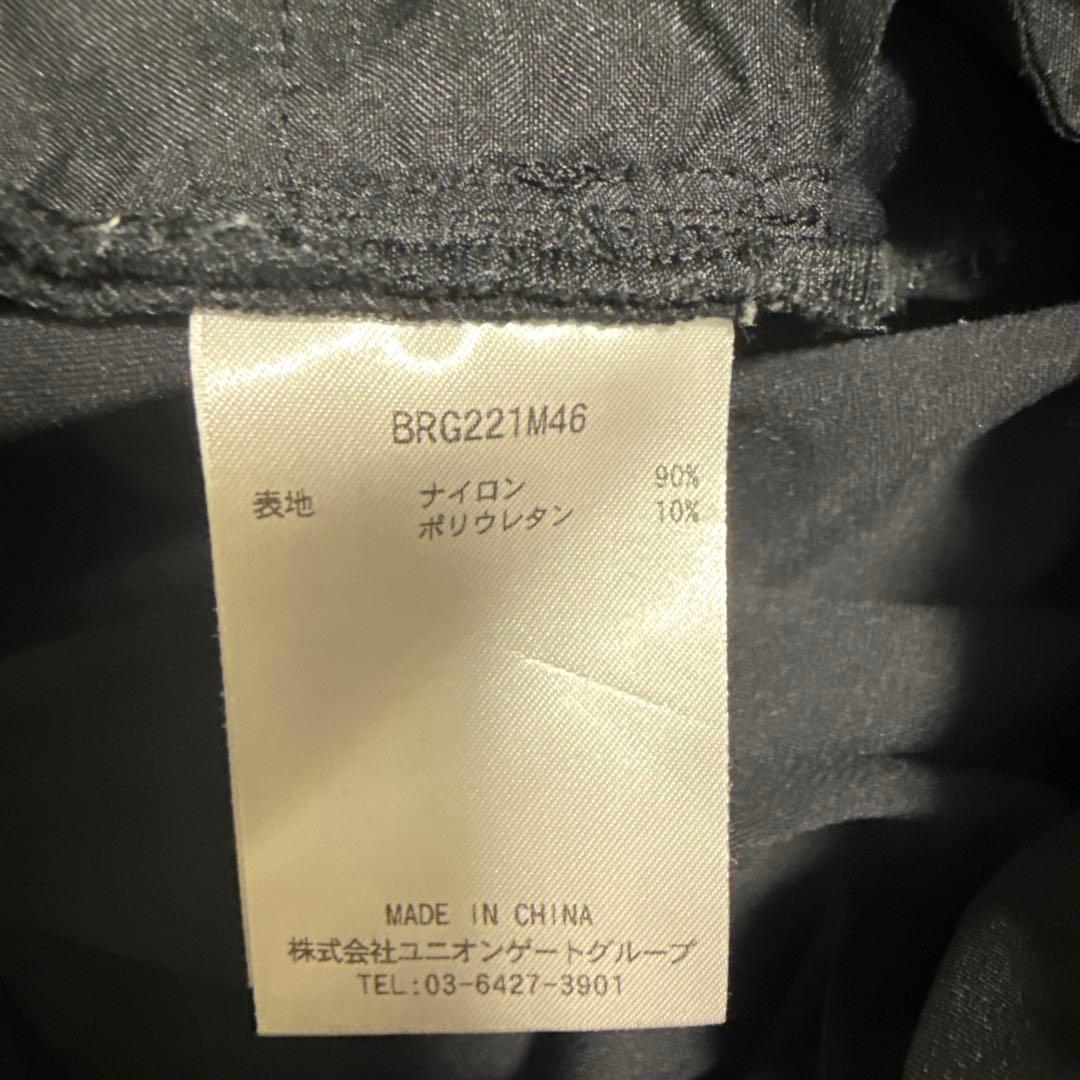 BRG221M46
表地 ナイロン 90%
ポリウレタン 10%
MADE IN CHINA
株式会社ユニオンゲートグループ
TEL:03-6427-3901